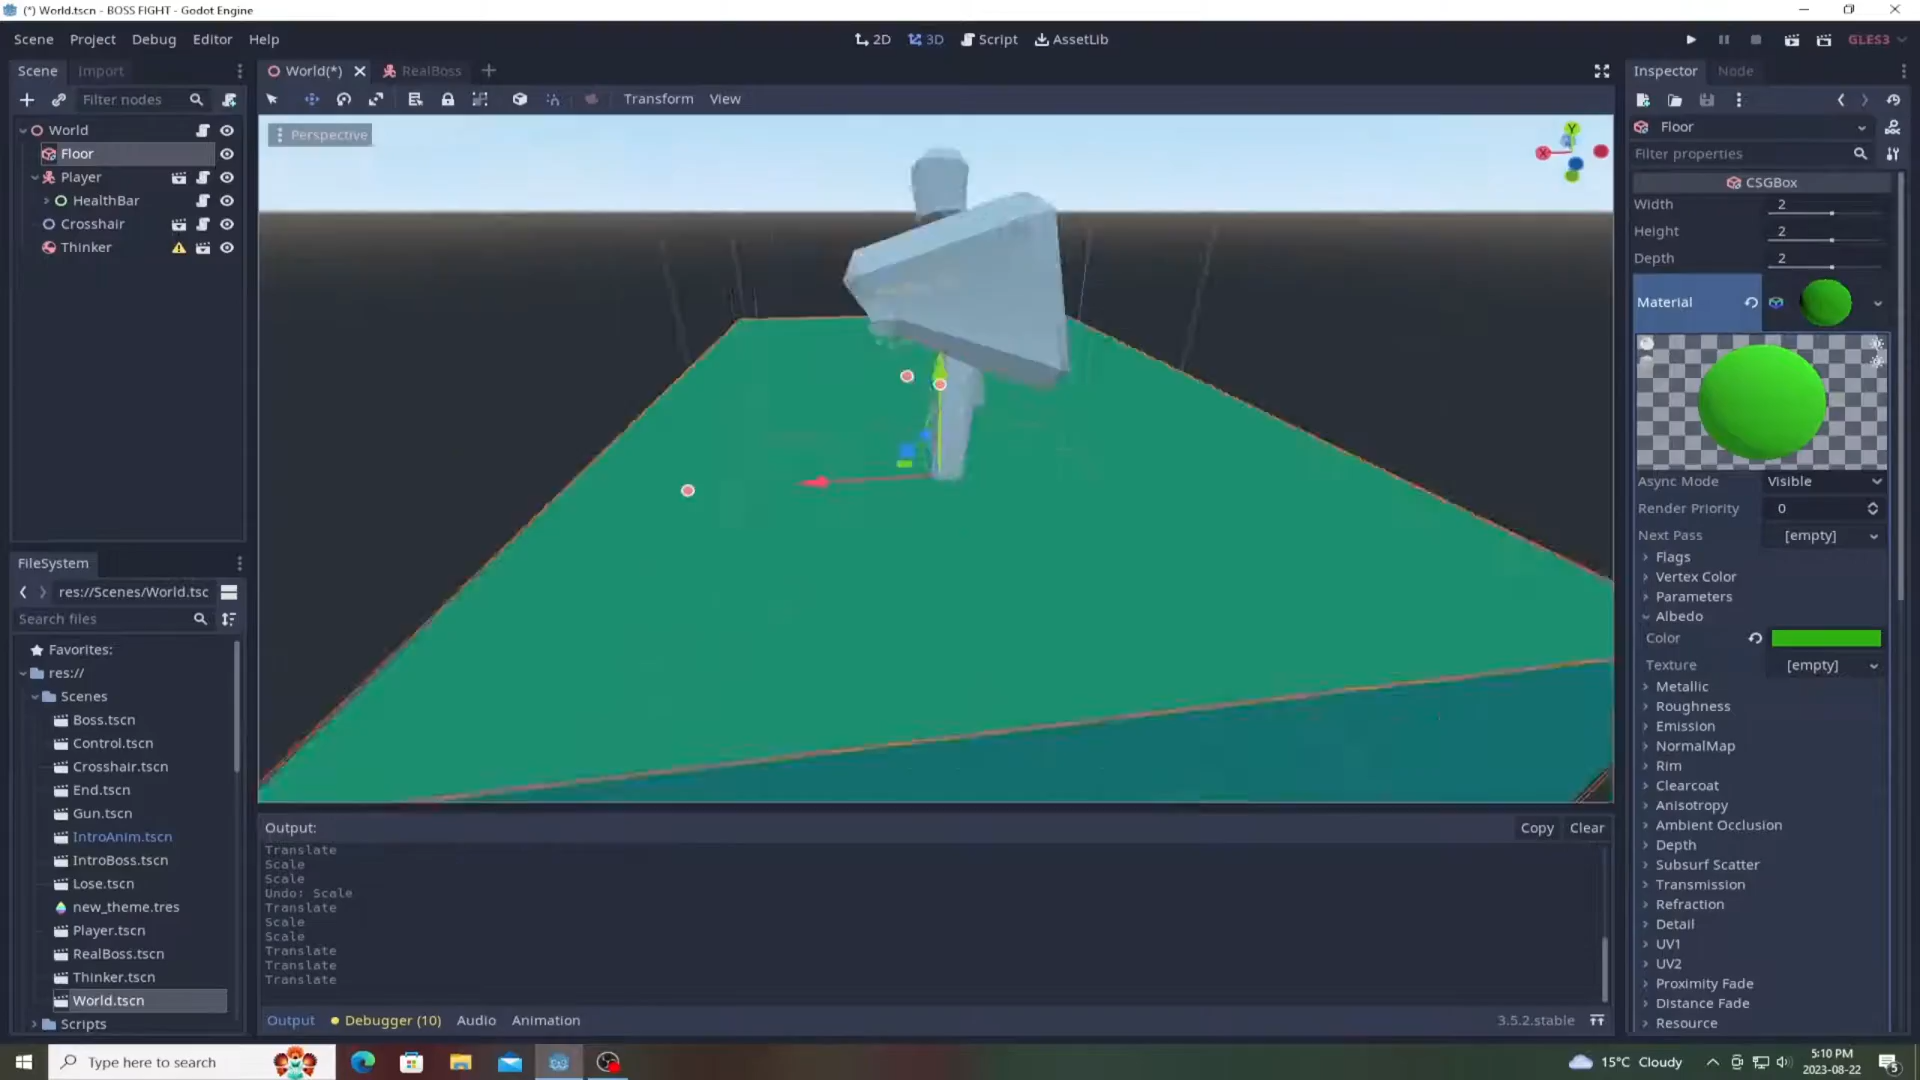 (*) World.tscn - BOSS FIGHT - Godot Engine
Scene Project Debug Editor Help
2D 3D Script AssetLib
GLES3
Scene Import
World(*) RealBoss
Inspector Node
Filter nodes
Transform View
World
Floor
Player
HealthBar
Crosshair
Thinker
Perspective
Y
X
Floor
Filter properties
CSGBox
Width 2
Height 2
Depth 2
Material
Async Mode Visible
Render Priority 0
Next Pass [empty]
Flags
Vertex Color
Parameters
Albedo
Color
Texture [empty]
Metallic
Roughness
Emission
NormalMap
Rim
Clearcoat
Anisotropy
Ambient Occlusion
Depth
Subsurf Scatter
Transmission
Refraction
Detail
UV1
UV2
Proximity Fade
Distance Fade
Resource
FileSystem
res://Scenes/World.tsc
Search files
Favorites:
res://
Scenes
Boss.tscn
Control.tscn
Crosshair.tscn
End.tscn
Gun.tscn
IntroAnim.tscn
IntroBoss.tscn
Lose.tscn
new_theme.tres
Player.tscn
RealBoss.tscn
Thinker.tscn
World.tscn
Scripts
Output:
Copy Clear
Translate
Scale
Scale
Undo: Scale
Translate
Scale
Scale
Translate
Translate
Translate
Output Debugger (10) Audio Animation
3.5.2.stable
Type here to search
15°C Cloudy
5:10 PM
2023-08-22
5